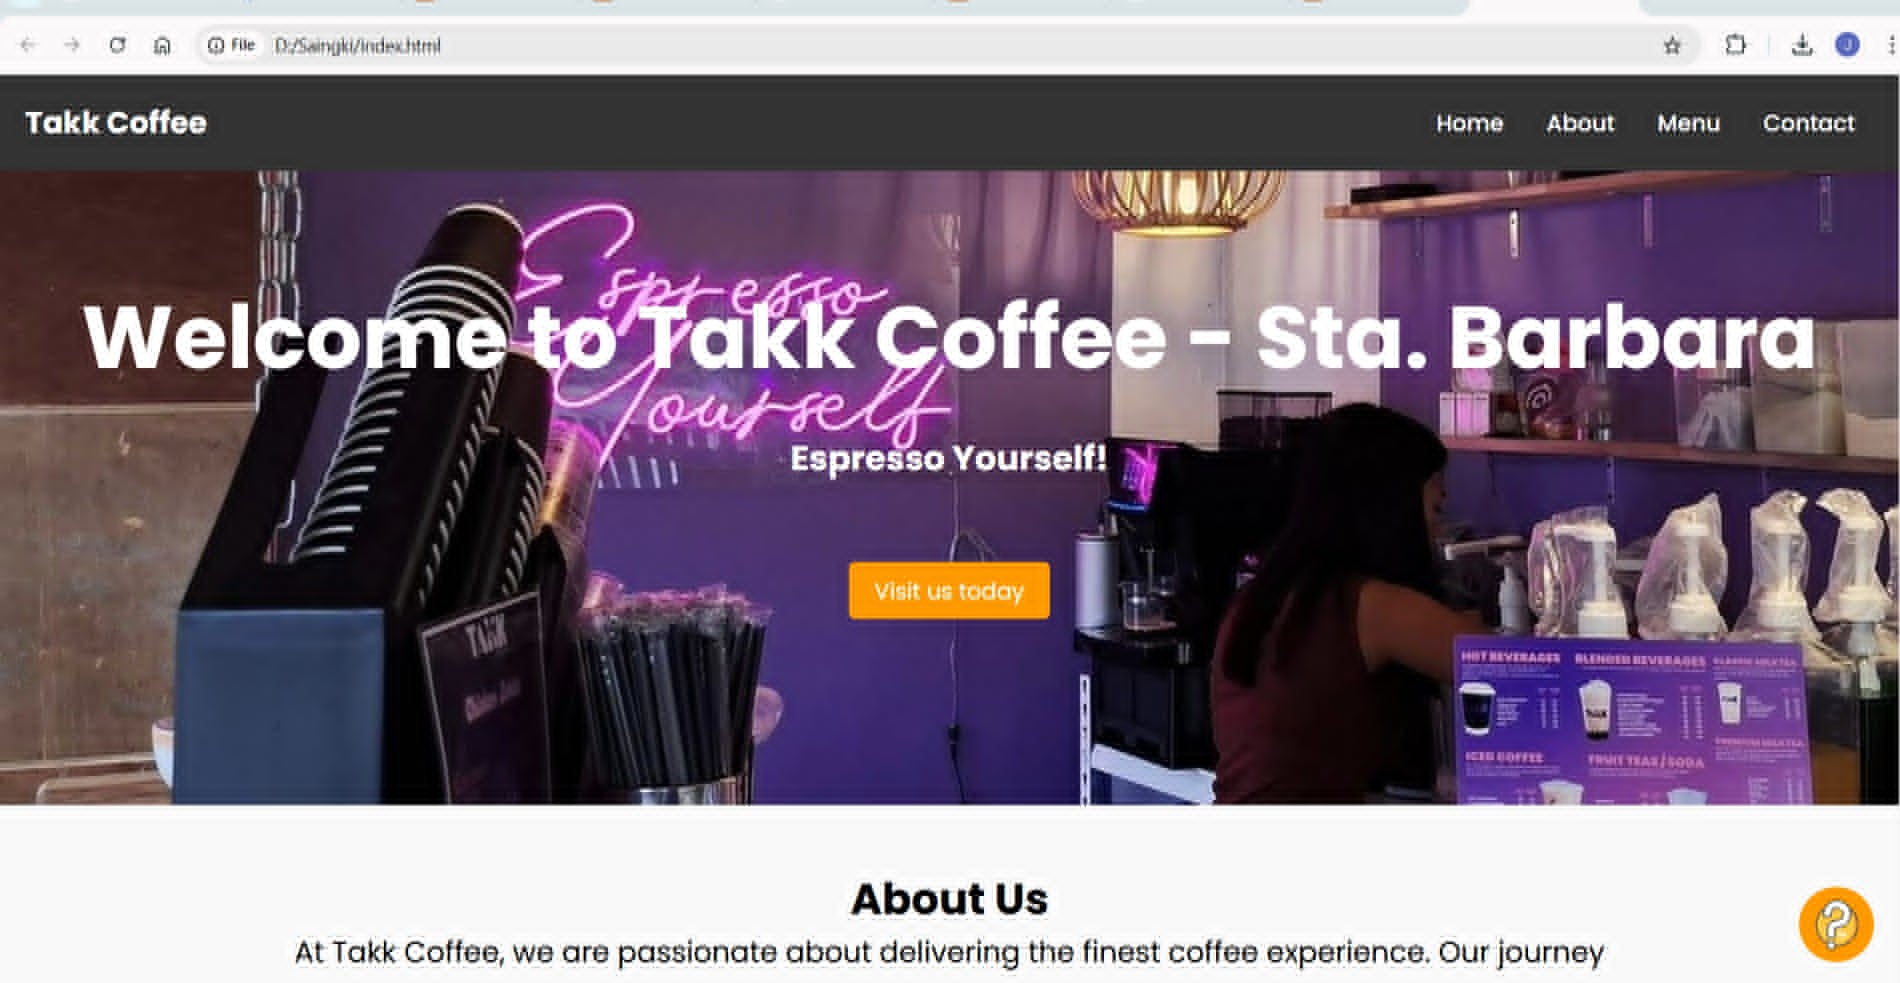 File D:/Saingki/index.html
Takk Coffee
Home About Menu Contact
Espresso
Yourself
Welcome to Takk Coffee - Sta. Barbara
Espresso Yourself!
Visit us today
TAKK
HOT BEVERAGES BLENDED BEVERAGES
ICED COFFEE FRUIT TEAS / SODA
About Us
At Takk Coffee, we are passionate about delivering the finest coffee experience. Our journey
?